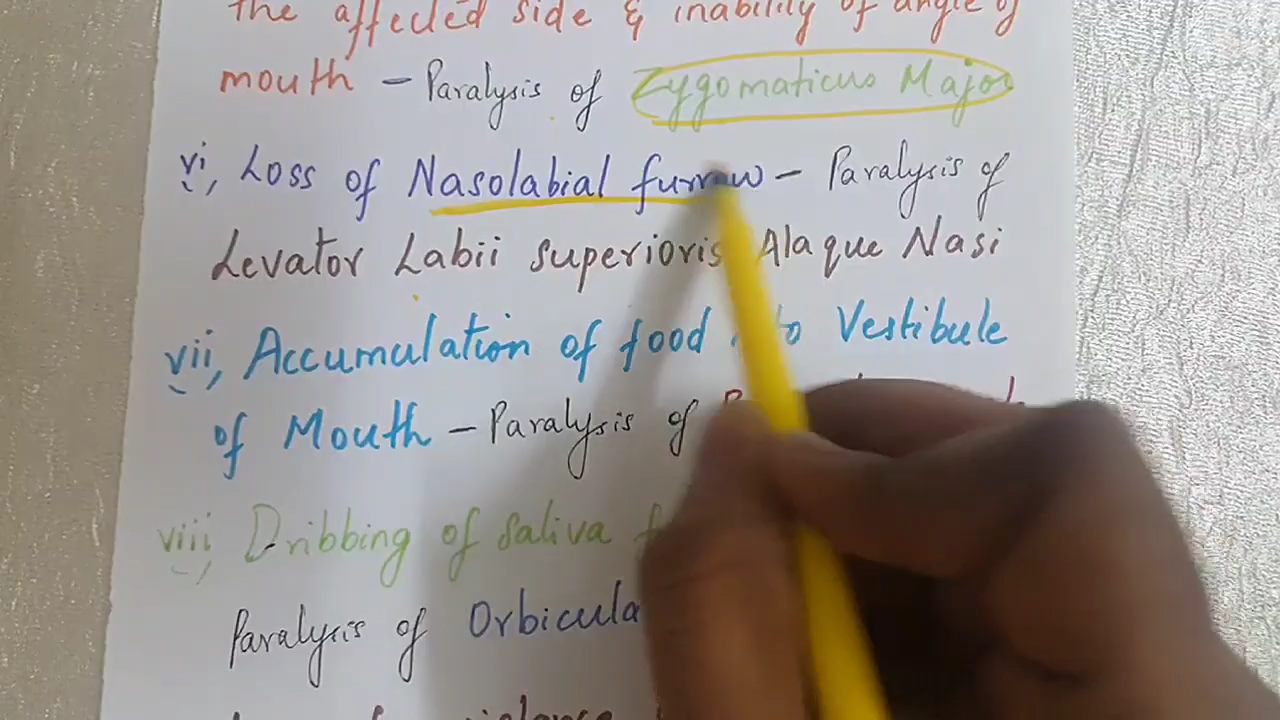 the affected side & inability of angle of
mouth - Paralysis of Zygomaticus Major
vi, Loss of Nasolabial furrow - Paralysis of
Levator Labii superioris Alaque Nasi
vii, Accumulation of food Vestibule
of Mouth - Paralysis of
viii, Dribbing of saliva
Paralysis of